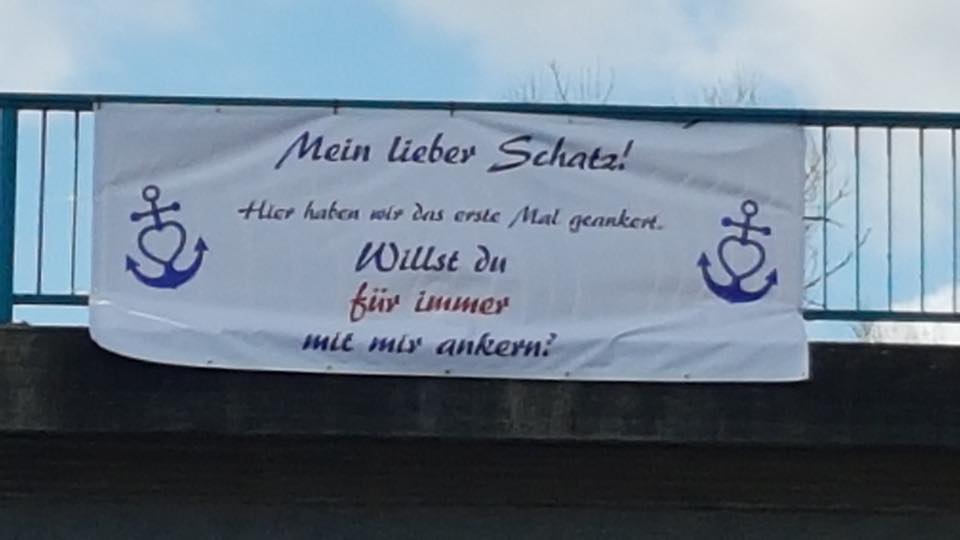 Mein lieber Schatz!
Hier haben wir das erste Mal geankert.
Willst du
für immer
mit mir ankern?